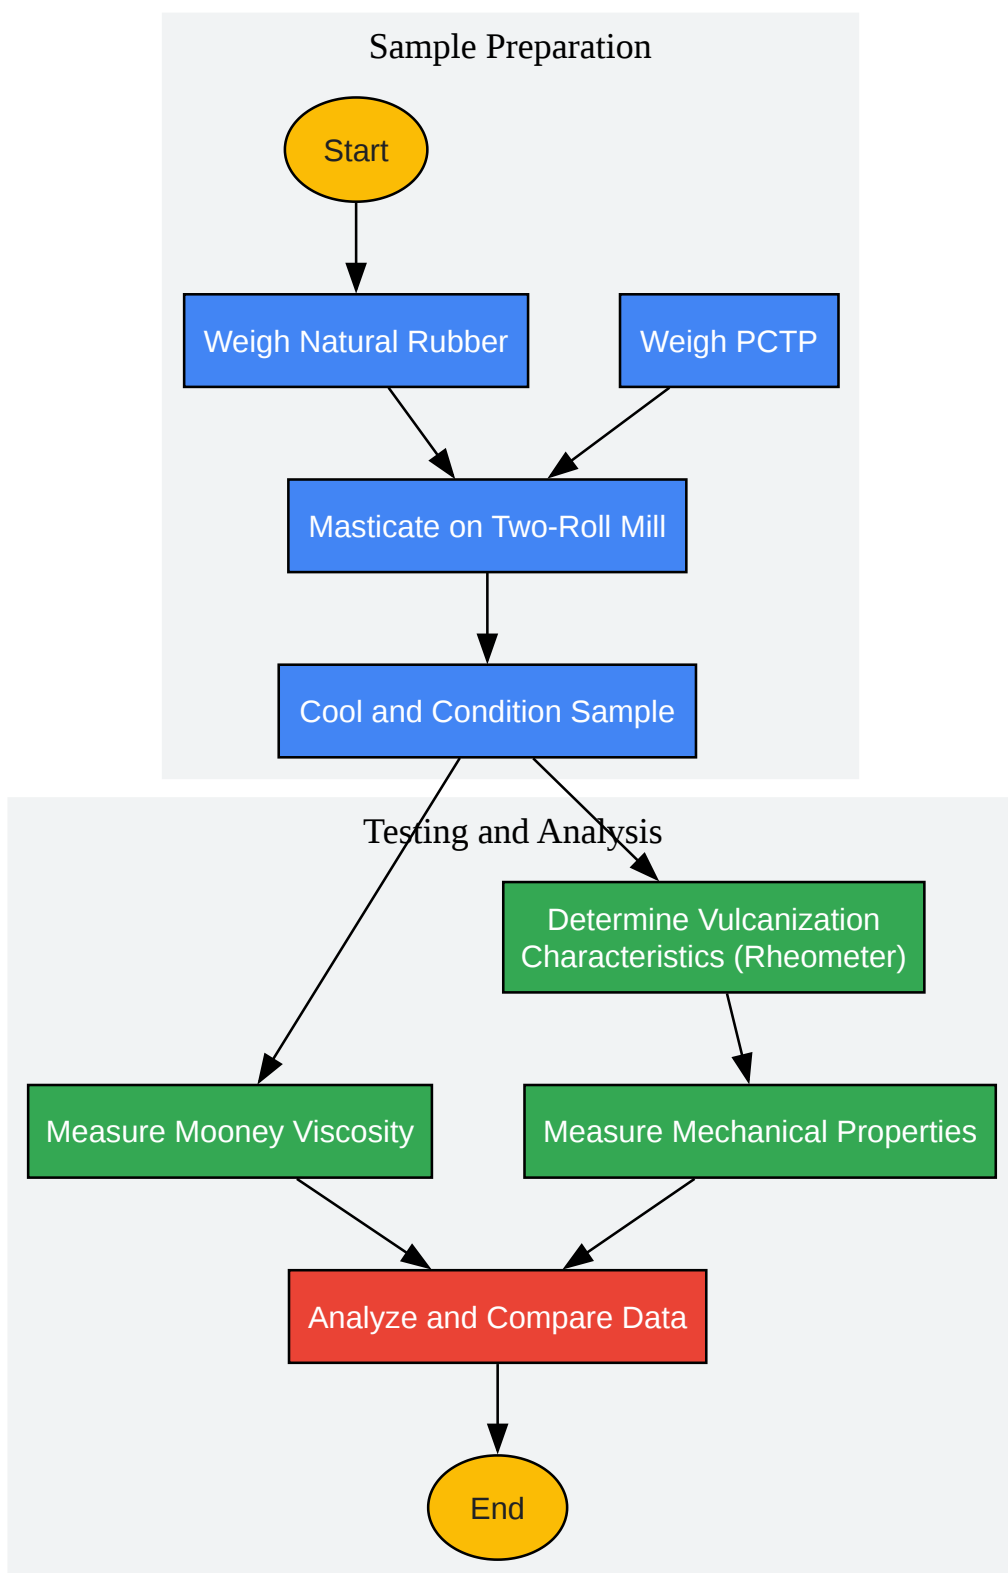 Sample Preparation
Start
Weigh Natural Rubber
Weigh PCTP
Masticate on Two-Roll Mill
Cool and Condition Sample
Testing and Analysis
Determine Vulcanization
Characteristics (Rheometer)
Measure Mooney Viscosity
Measure Mechanical Properties
Analyze and Compare Data
End